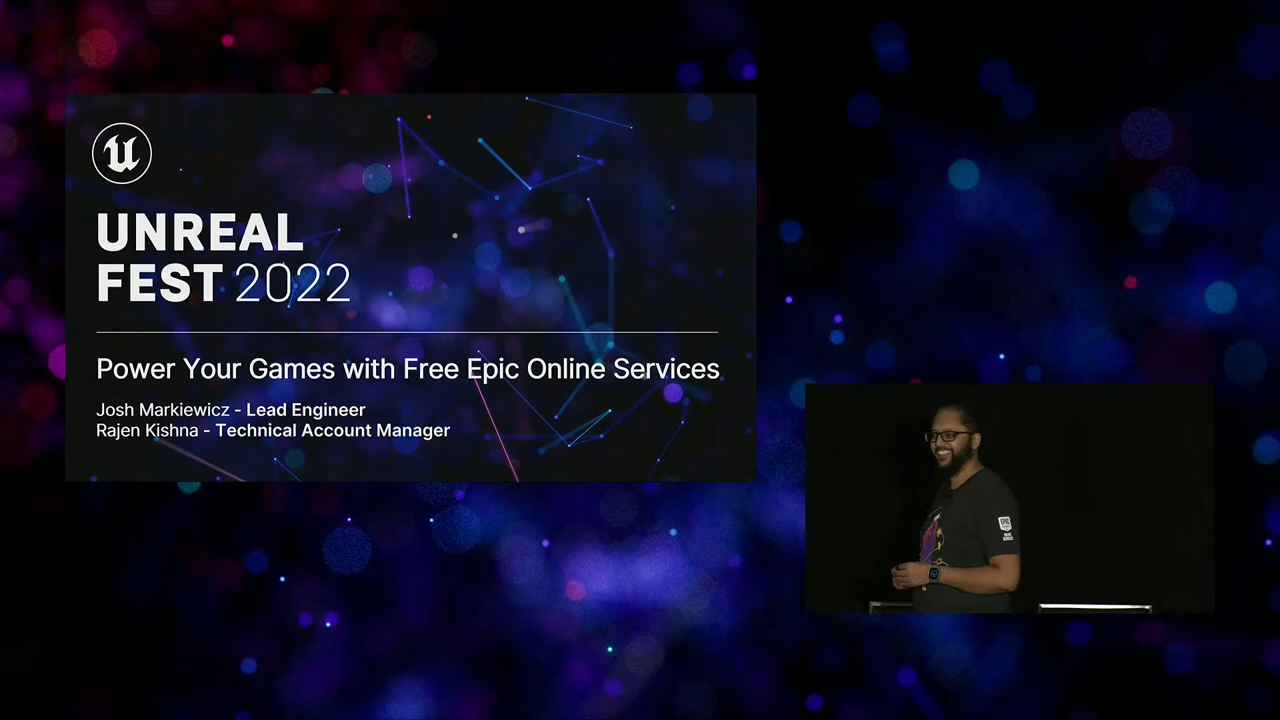 UNREAL
FEST 2022
Power Your Games with Free Epic Online Services
Josh Markiewicz - Lead Engineer
Rajen Kishna - Technical Account Manager
EPIC